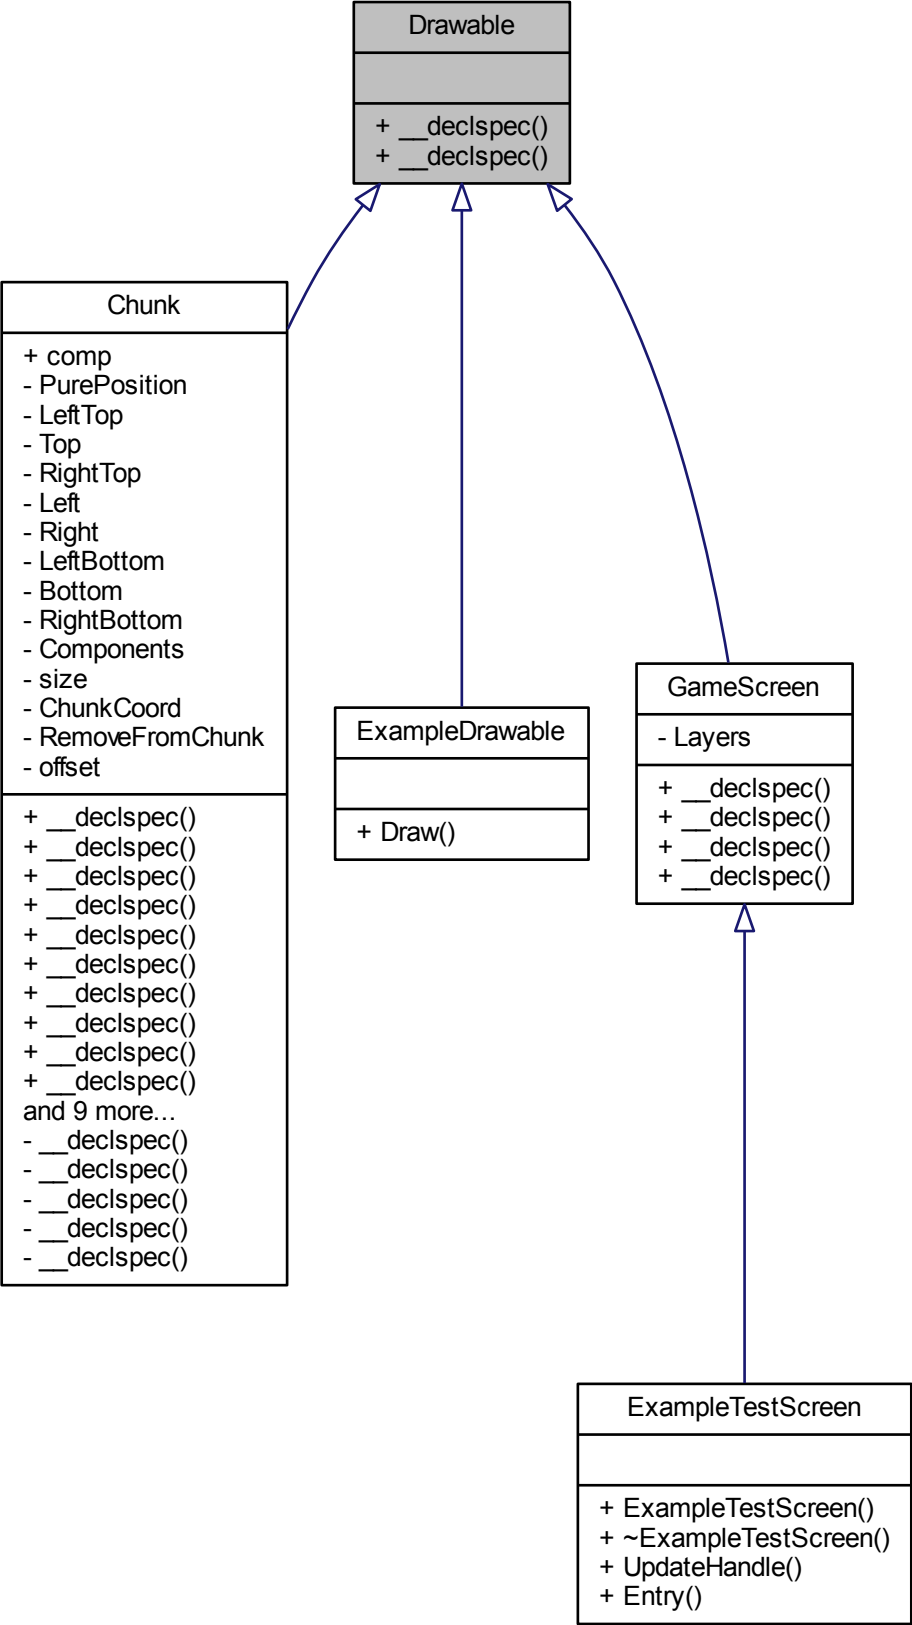 Drawable
+ __declspec()
+ __declspec()
Chunk
+ comp
- PurePosition
- LeftTop
- Top
- RightTop
- Left
- Right
- LeftBottom
- Bottom
- RightBottom
- Components
- size
- ChunkCoord
- RemoveFromChunk
- offset
+ __declspec()
+ __declspec()
+ __declspec()
+ __declspec()
+ __declspec()
+ __declspec()
+ __declspec()
+ __declspec()
+ __declspec()
+ __declspec()
and 9 more...
- __declspec()
- __declspec()
- __declspec()
- __declspec()
- __declspec()
ExampleDrawable
+ Draw()
GameScreen
- Layers
+ __declspec()
+ __declspec()
+ __declspec()
+ __declspec()
ExampleTestScreen
+ ExampleTestScreen()
+ ~ExampleTestScreen()
+ UpdateHandle()
+ Entry()